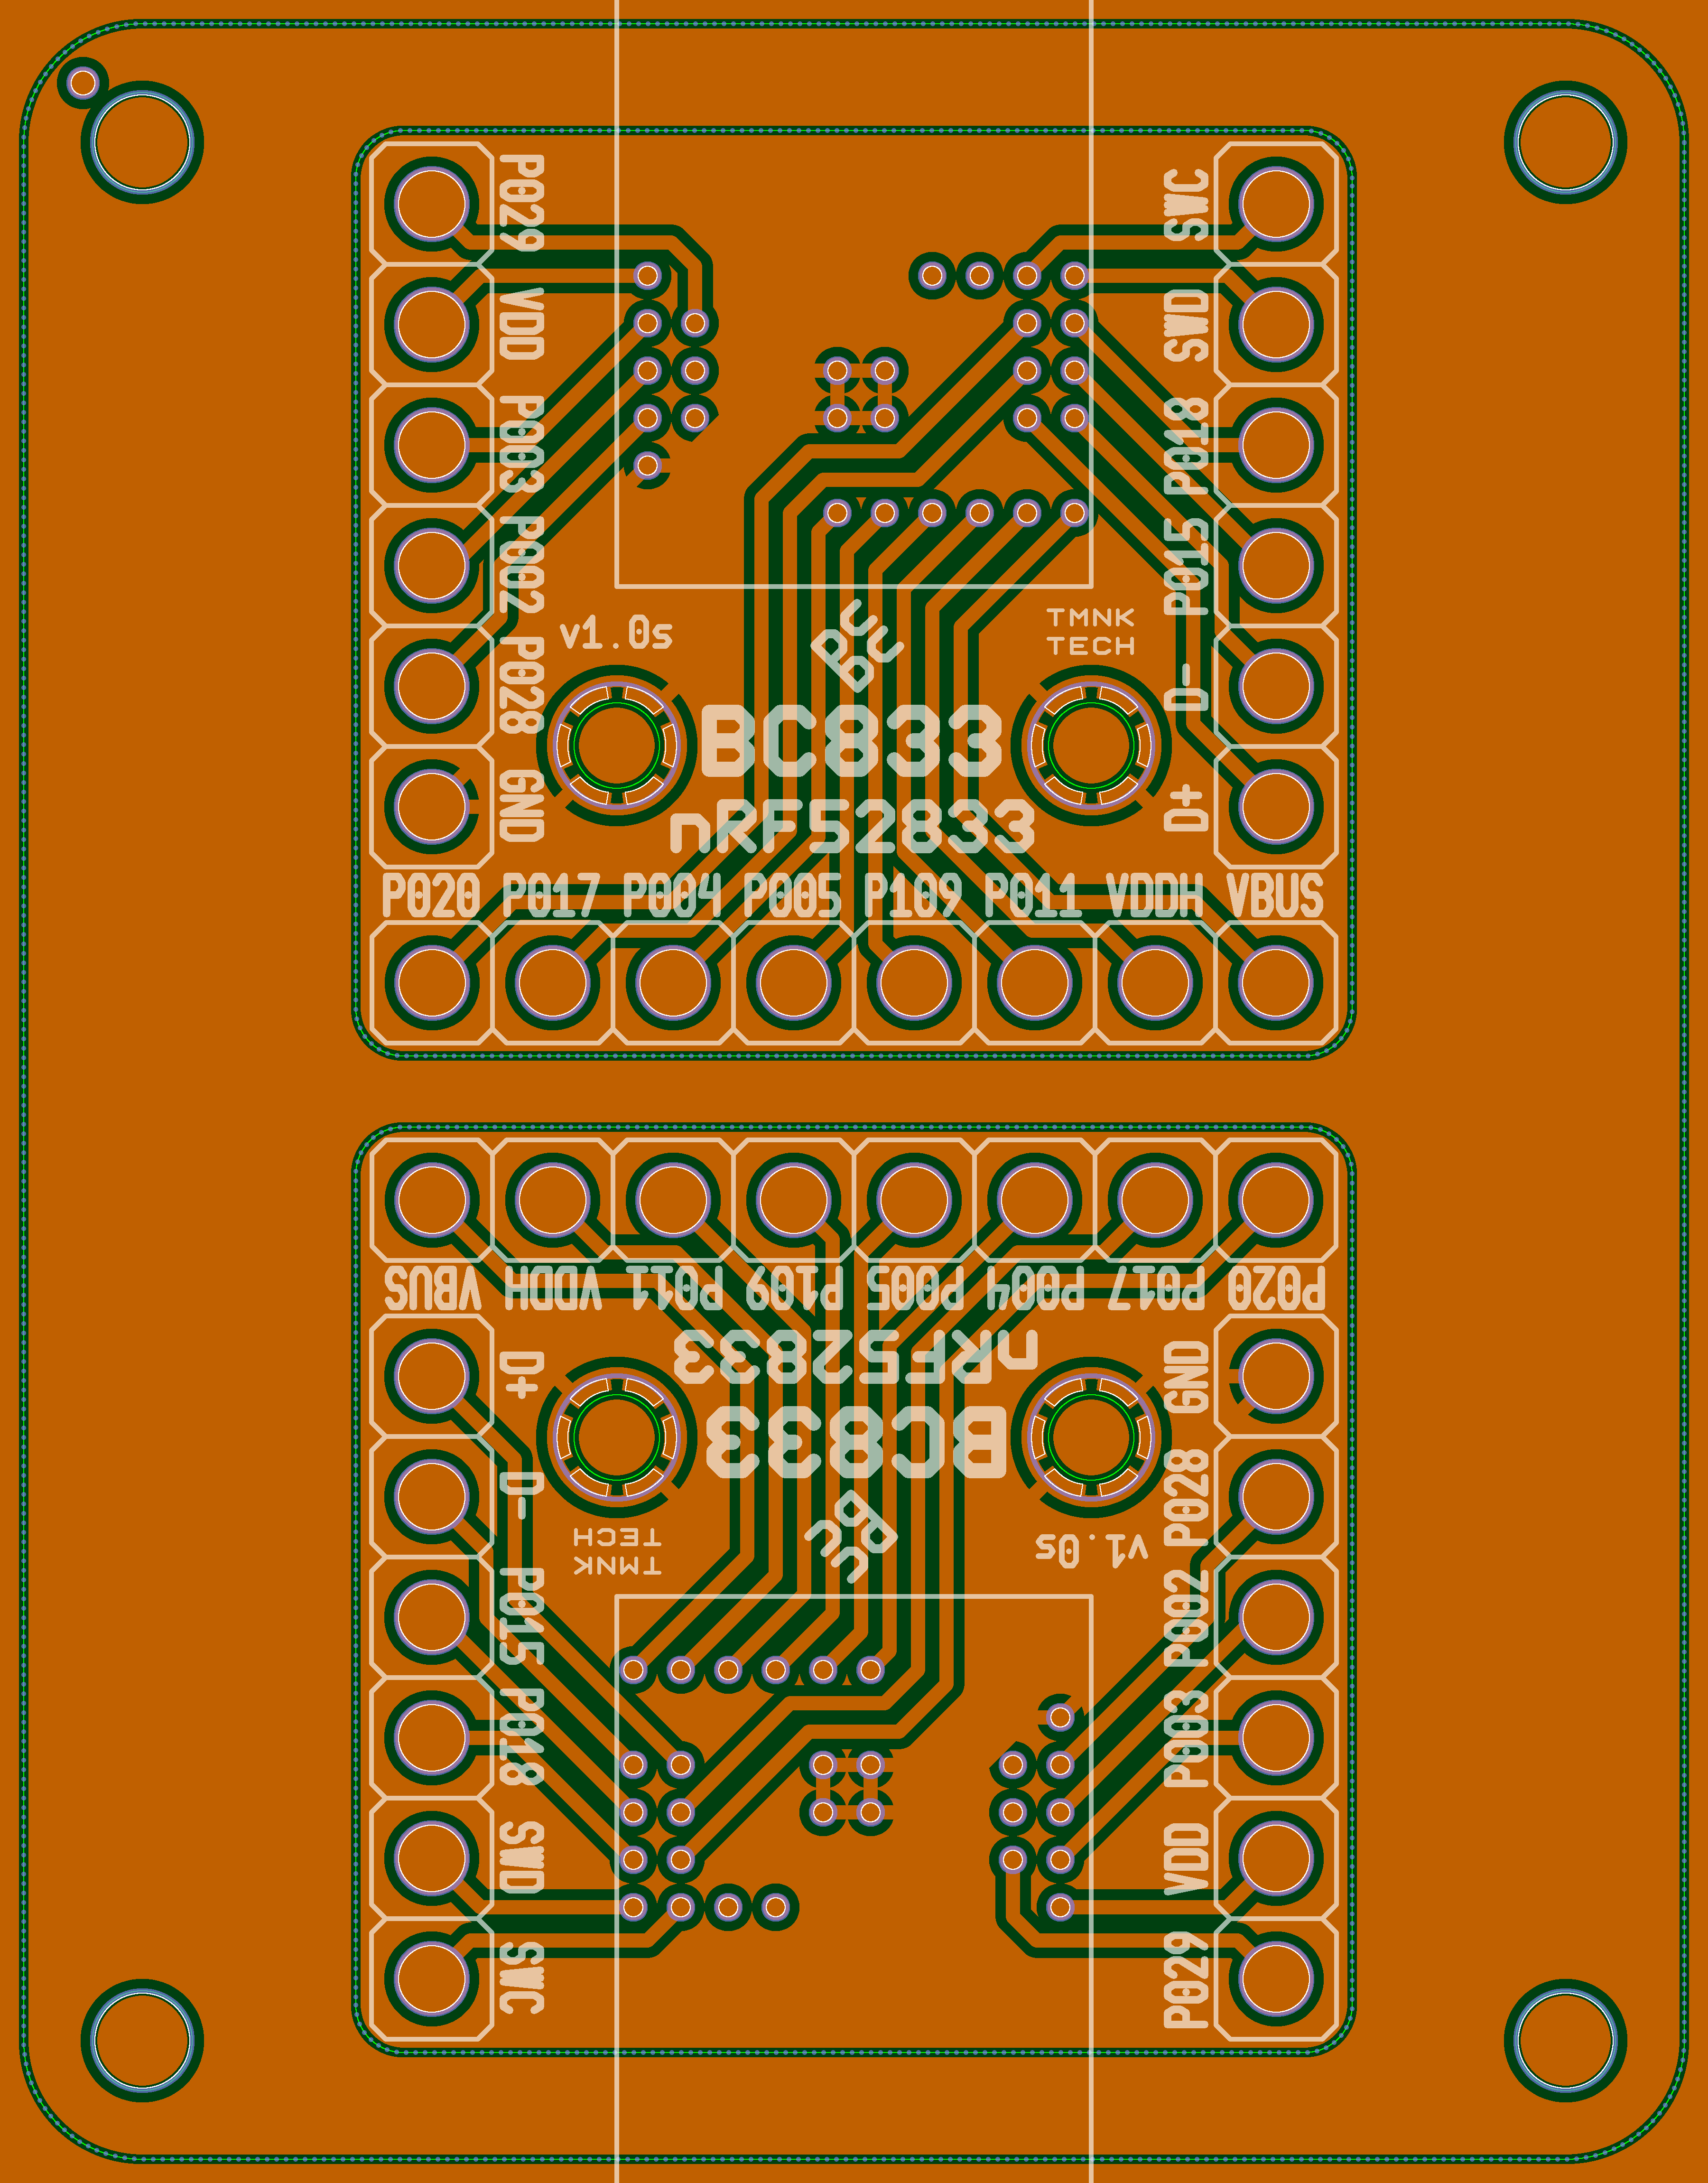 P029
SWC
VDD
SWD
P003
P018
P002
P015
v1.0s
TMNK
TECH
P028
D-
BC833
GND
D+
nRF52833
P020 P017 P004 P005 P109 P011 VDDH VBUS
P020 P017 P004 P005 P109 P011 VDDH VBUS
nRF52833
GND
D+
BC833
P028
D-
v1.0s
TMNK
TECH
P002
P015
P003
P018
VDD
SWD
P029
SWC